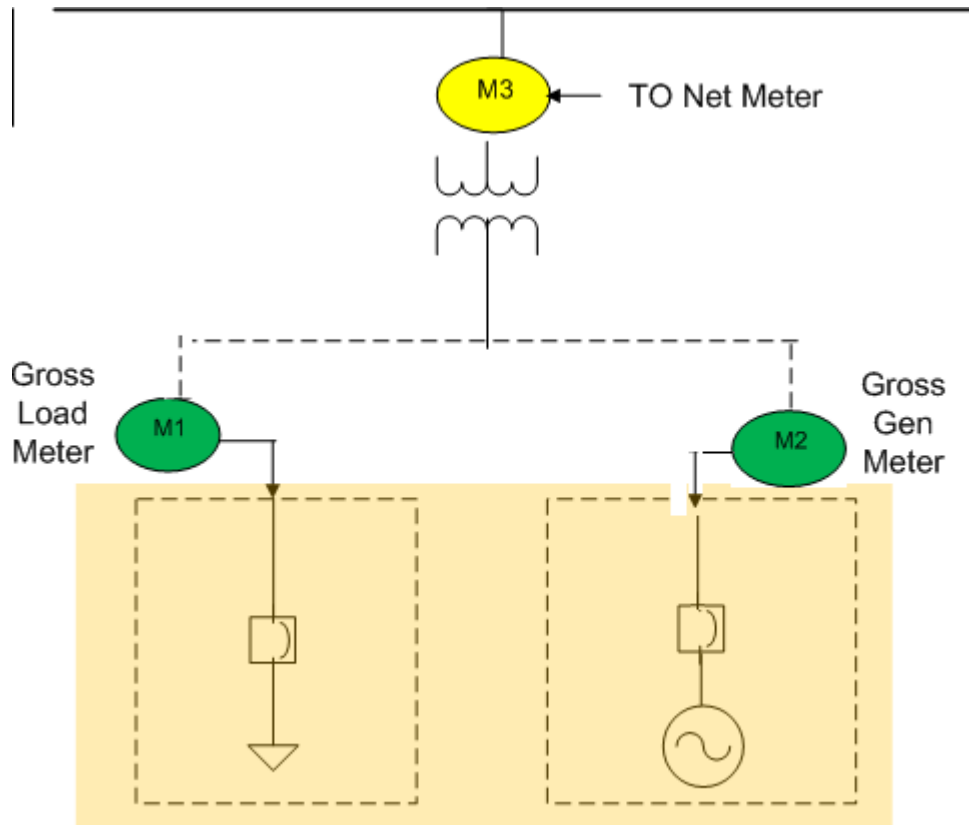 M3
TO Net Meter
Gross
Load
Meter
M1
M2
Gross
Gen
Meter